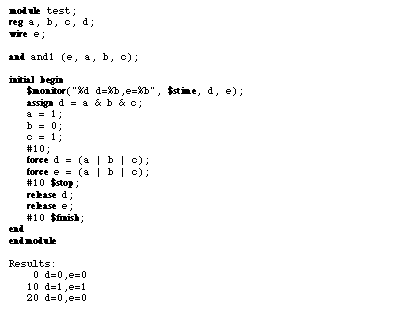 module test;
reg a, b, c, d;
wire e;
and and1 (e, a, b, c);
initial begin
$monitor("%d d=%b,e=%b", $stime, d, e);
assign d = a & b & c;
a = 1;
b = 0;
c = 1;
#10;
force d = (a | b | c);
force e = (a | b | c);
#10 $stop;
release d;
release e;
#10 $finish;
end
endmodule
Results:
0 d=0,e=0
10 d=1,e=1
20 d=0,e=0